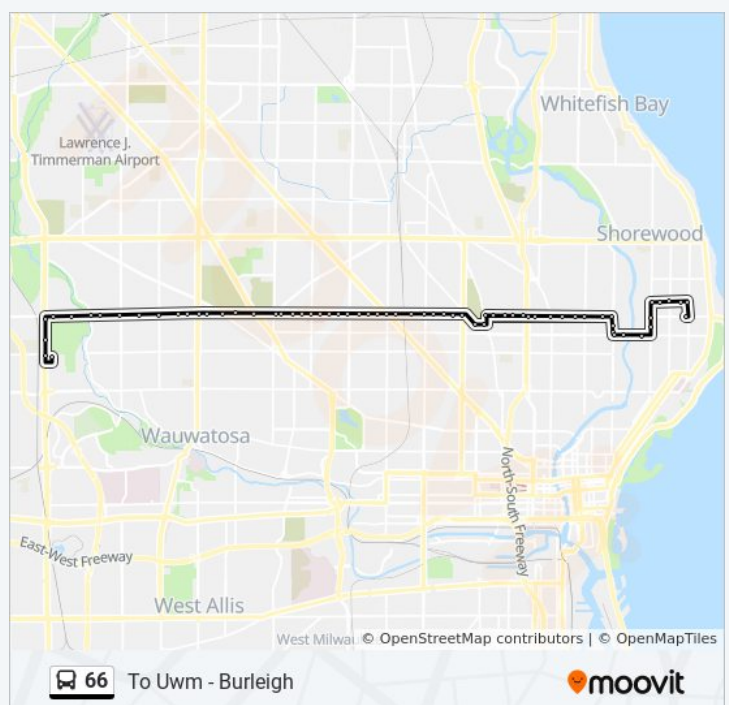 Whitefish Bay
Lawrence J.
Timmerman Airport
Shorewood
Wauwatosa
North-South Freeway
East-West Freeway
West Allis
West Milwau
© OpenStreetMap contributors | © OpenMapTiles
66 To Uwm - Burleigh
moovit